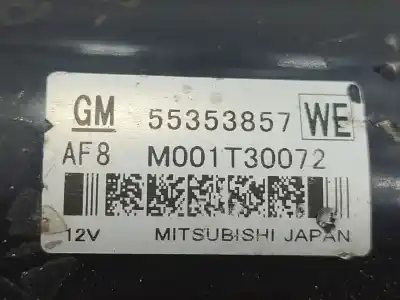 GM 55353857 WE
AF8 M001T30072
12V MITSUBISHI JAPAN